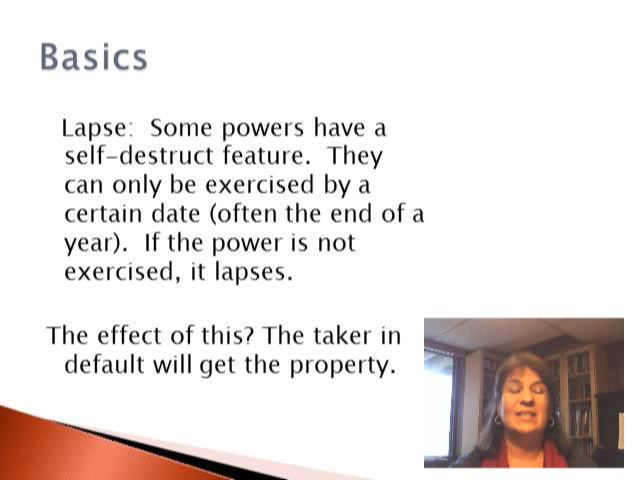 Basics
Lapse:  Some powers have a
self-destruct feature.  They
can only be exercised by a
certain date (often the end of a
year).  If the power is not
exercised, it lapses.
The effect of this? The taker in
default will get the property.